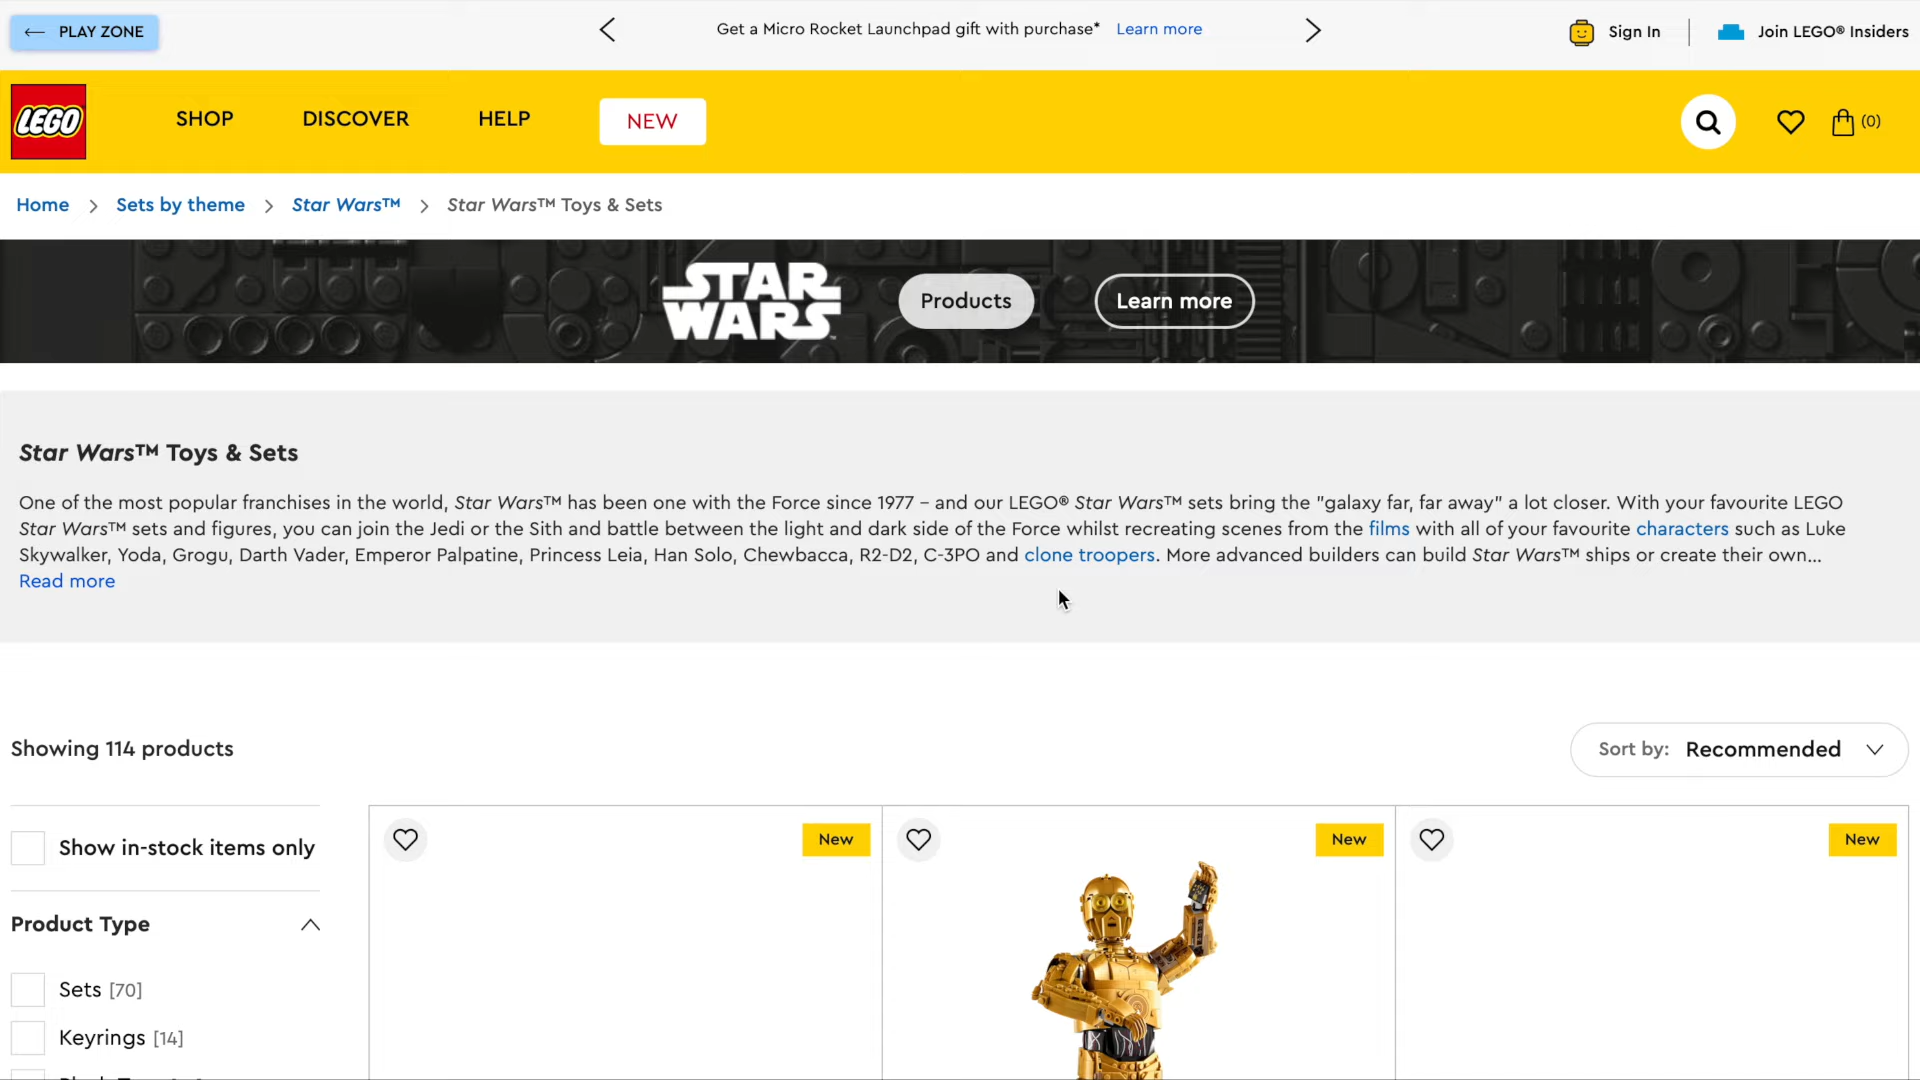 PLAY ZONE
Get a Micro Rocket Launchpad gift with purchase* Learn more
Sign In
Join LEGO® Insiders
LEGO
SHOP
DISCOVER
HELP
NEW
(0)
Home
Sets by theme
Star Wars™
Star Wars™ Toys & Sets
STAR
WARS
Products
Learn more
Star Wars™ Toys & Sets
One of the most popular franchises in the world, Star Wars™ has been one with the Force since 1977 – and our LEGO® Star Wars™ sets bring the "galaxy far, far away" a lot closer. With your favourite LEGO
Star Wars™ sets and figures, you can join the Jedi or the Sith and battle between the light and dark side of the Force whilst recreating scenes from the films with all of your favourite characters such as Luke
Skywalker, Yoda, Grogu, Darth Vader, Emperor Palpatine, Princess Leia, Han Solo, Chewbacca, R2-D2, C-3PO and clone troopers. More advanced builders can build Star Wars™ ships or create their own...
Read more
Showing 114 products
Sort by: Recommended
Show in-stock items only
New
New
New
Product Type
Sets [70]
Keyrings [14]